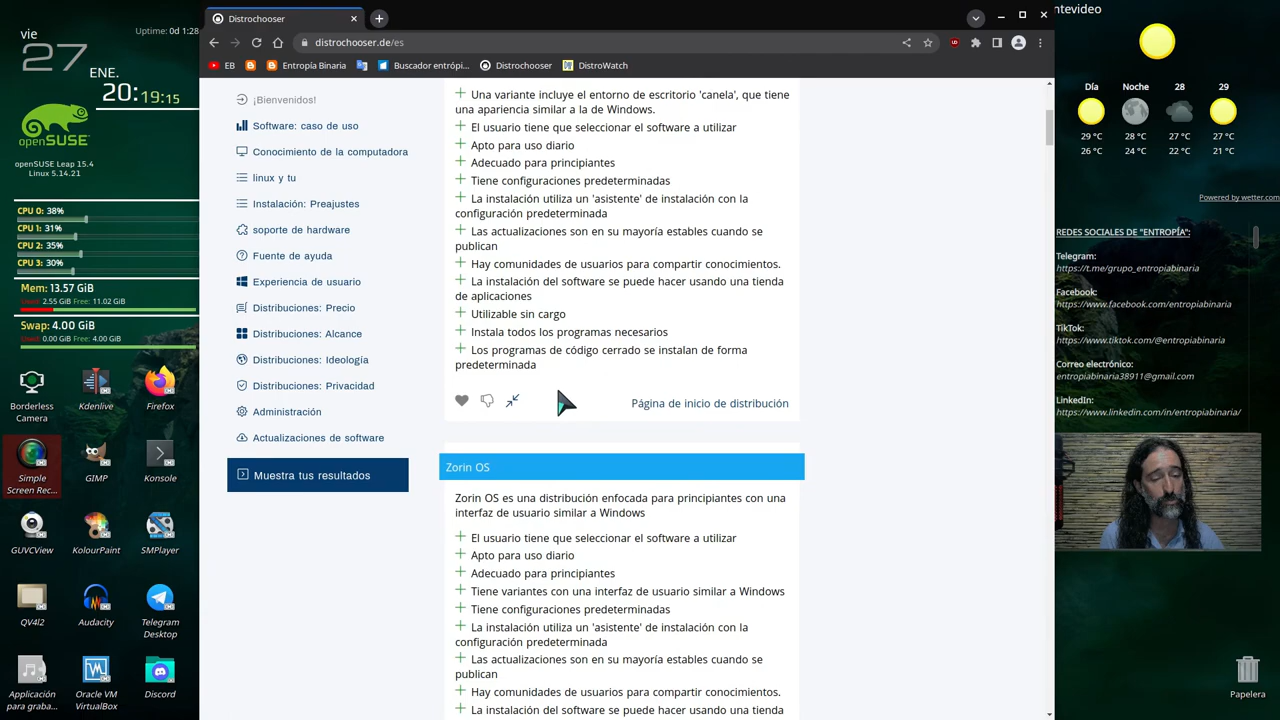 vie
27
Uptime: 0d 1:28
ENE.
20:19:15
openSUSE
openSUSE Leap 15.4
Linux 5.14.21
CPU 0: 38%
CPU 1: 31%
CPU 2: 35%
CPU 3: 30%
Mem: 13.57 GiB
Used: 2.55 GiB Free: 11.02 GiB
Swap: 4.00 GiB
Used: 0.00 GiB Free: 4.00 GiB
Borderless Camera
Kdenlive
Firefox
Simple Screen Rec...
GIMP
Konsole
GUVCView
KolourPaint
SMPlayer
QV4l2
Audacity
Telegram Desktop
Applicación para graba...
Oracle VM VirtualBox
Discord
Distrochooser
distrochooser.de/es
EB
Entropía Binaria
Buscador entrópi...
Distrochooser
DistroWatch
¡Bienvenidos!
Software: caso de uso
Conocimiento de la computadora
linux y tu
Instalación: Preajustes
soporte de hardware
Fuente de ayuda
Experiencia de usuario
Distribuciones: Precio
Distribuciones: Alcance
Distribuciones: Ideología
Distribuciones: Privacidad
Administración
Actualizaciones de software
Muestra tus resultados
Una variante incluye el entorno de escritorio 'canela', que tiene
una apariencia similar a la de Windows.
El usuario tiene que seleccionar el software a utilizar
Apto para uso diario
Adecuado para principiantes
Tiene configuraciones predeterminadas
La instalación utiliza un 'asistente' de instalación con la
configuración predeterminada
Las actualizaciones son en su mayoría estables cuando se
publican
Hay comunidades de usuarios para compartir conocimientos.
La instalación del software se puede hacer usando una tienda
de aplicaciones
Utilizable sin cargo
Instala todos los programas necesarios
Los programas de código cerrado se instalan de forma
predeterminada
Página de inicio de distribución
Zorin OS
Zorin OS es una distribución enfocada para principiantes con una
interfaz de usuario similar a Windows
El usuario tiene que seleccionar el software a utilizar
Apto para uso diario
Adecuado para principiantes
Tiene variantes con una interfaz de usuario similar a Windows
Tiene configuraciones predeterminadas
La instalación utiliza un 'asistente' de instalación con la
configuración predeterminada
Las actualizaciones son en su mayoría estables cuando se
publican
Hay comunidades de usuarios para compartir conocimientos.
La instalación del software se puede hacer usando una tienda
ntevideo
Día Noche 28 29
29 °C 28 °C 27 °C 27 °C
26 °C 24 °C 22 °C 21 °C
Powered by wetter.com
REDES SOCIALES DE "ENTROPÍA":
Telegram:
https://t.me/grupo_entropiabinaria
Facebook:
https://www.facebook.com/entropiabinaria
TikTok:
https://www.tiktok.com/@entropiabinaria
Correo electrónico:
entropiabinaria38911@gmail.com
LinkedIn:
https://www.linkedin.com/in/entropiabinaria/
Papelera